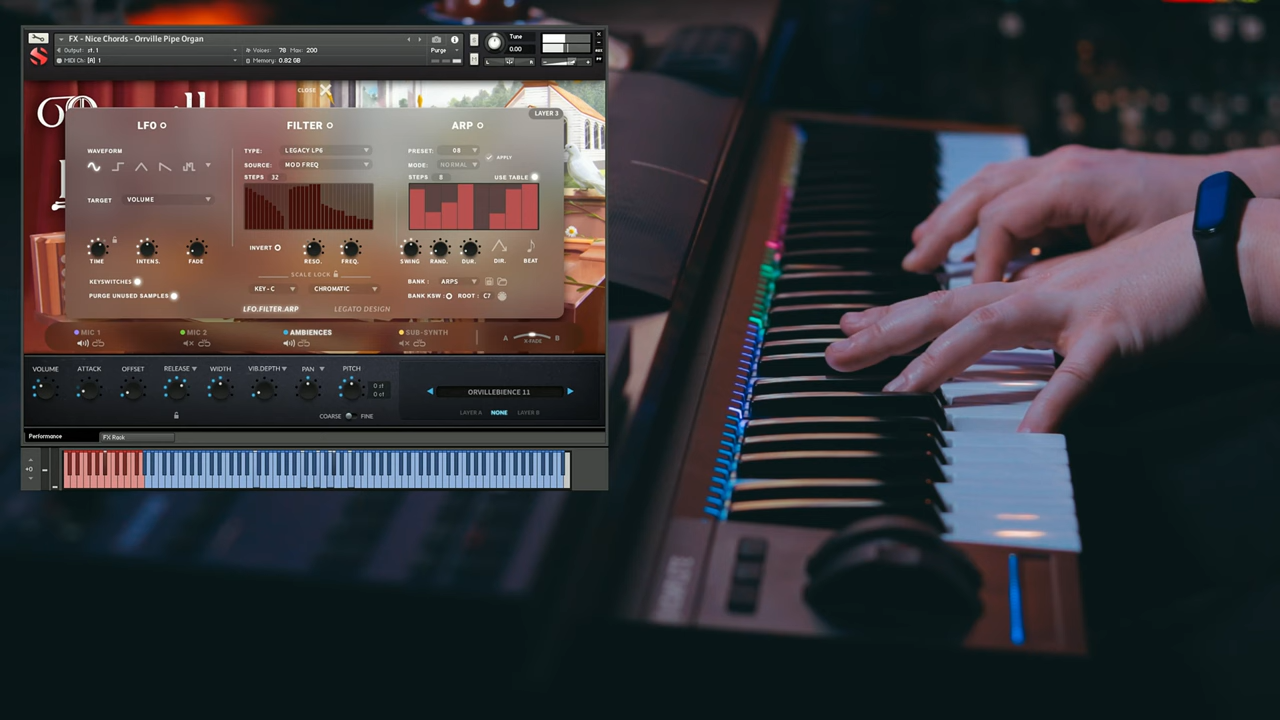 FX - Nice Chords - Orrville Pipe Organ
Output: st. 1
Voices: 78 Max: 200
Purge
MIDI Ch: [A] 1
Memory: 0.82 GB
S
M
Tune
0.00
L R
CLOSE
LAYER 3
LFO
FILTER
ARP
WAVEFORM
TARGET VOLUME
TIME INTENS. FADE
KEYSWITCHES
PURGE UNUSED SAMPLES
TYPE: LEGACY LP6
SOURCE: MOD FREQ
STEPS 32
INVERT
RESO. FREQ.
SCALE LOCK
KEY - C CHROMATIC
PRESET: 08
MODE: NORMAL
APPLY
STEPS 8 USE TABLE
SWING RAND. DUR. DIR. BEAT
BANK: ARPS
BANK KSW: ROOT: C7
LFO.FILTER.ARP LEGATO DESIGN
MIC 1 MIC 2 AMBIENCES SUB-SYNTH
A X-FADE B
VOLUME ATTACK OFFSET RELEASE WIDTH VIB.DEPTH PAN PITCH
0 st
0 st
COARSE FINE
ORVILLEBIENCE 11
LAYER A NONE LAYER B
Performance FX Rack
+0